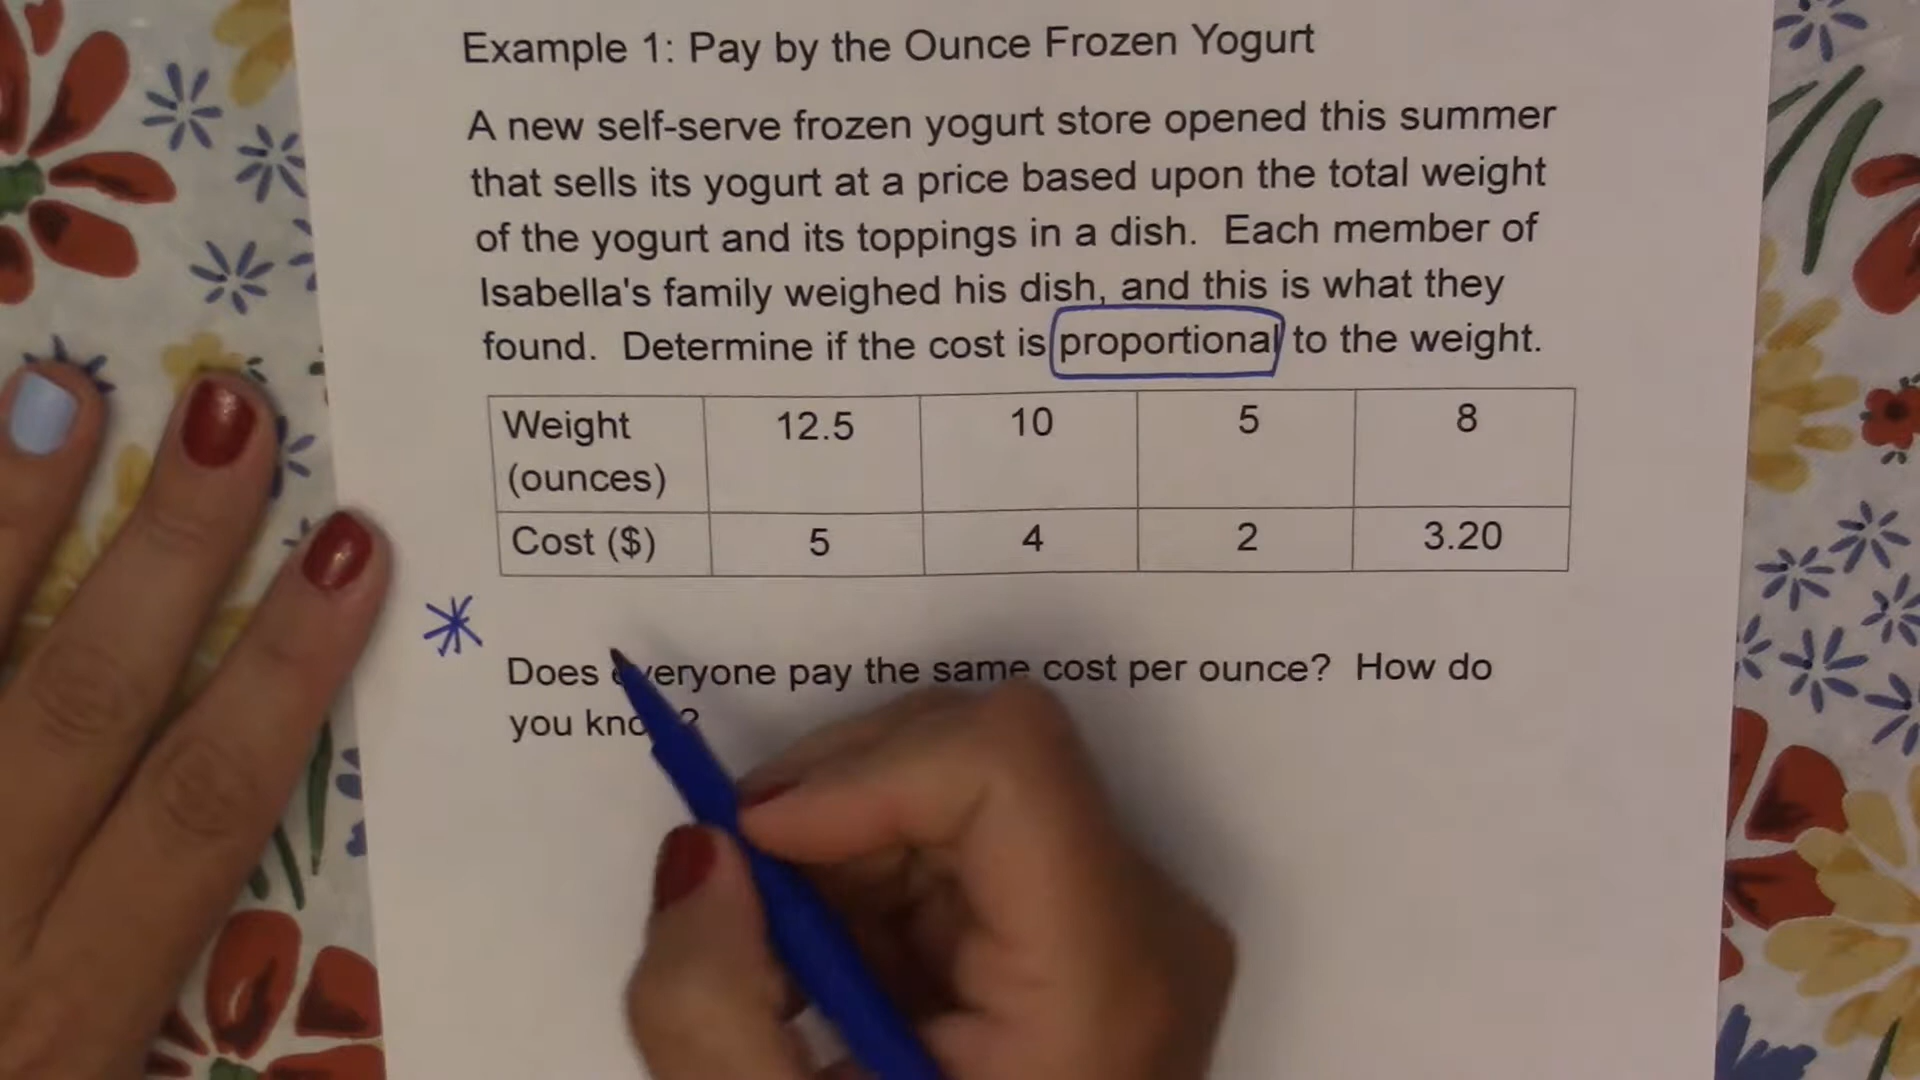 Example 1: Pay by the Ounce Frozen Yogurt
A new self-serve frozen yogurt store opened this summer
that sells its yogurt at a price based upon the total weight
of the yogurt and its toppings in a dish. Each member of
Isabella's family weighed his dish, and this is what they
found. Determine if the cost is proportional to the weight.
Weight (ounces) 12.5 10 5 8
Cost ($) 5 4 2 3.20
Does everyone pay the same cost per ounce? How do
you know?